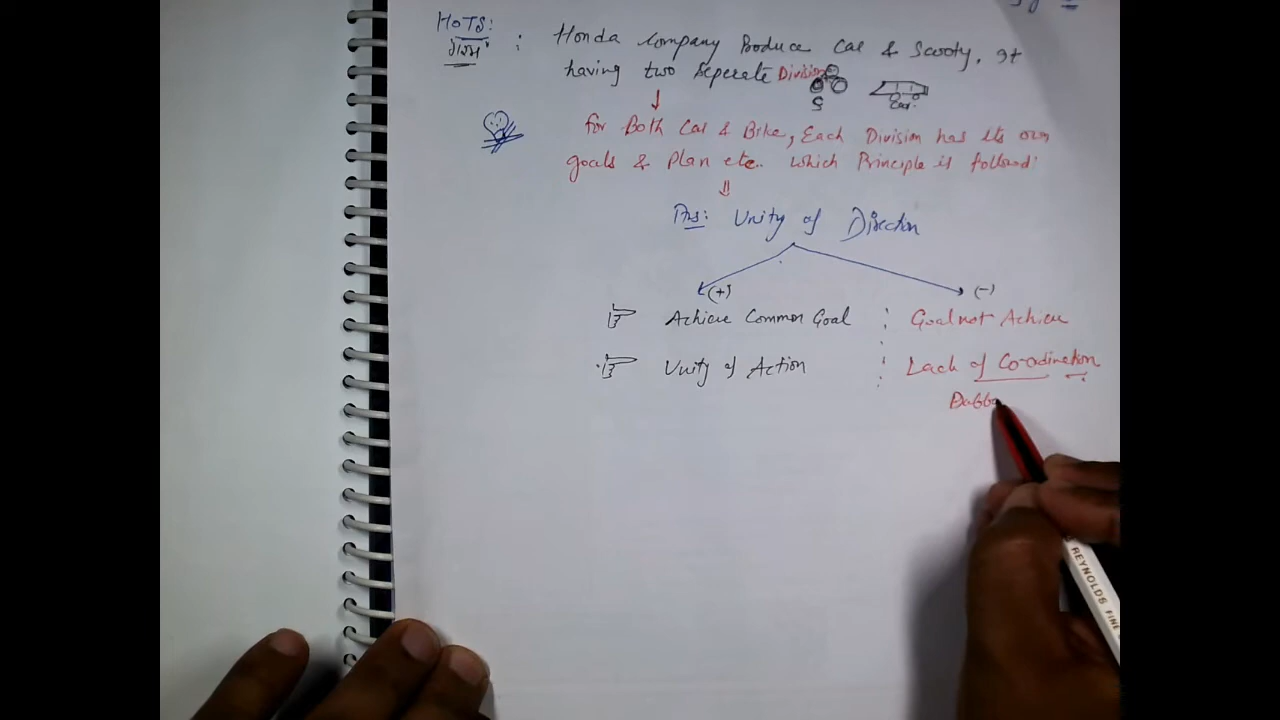 HOTS:
: Honda Company Produce Car & Scooty, It
having two Seperate Division
S
Car
for Both Car & Bike, Each Division has its own
goals & Plan etc.. which Principle is followed:
Ans: Unity of Direction
(+) (-)
Achieve Common Goal : Goal not Achieve
Unity of Action : Lack of Co-ordination
REYNOLDS FINE